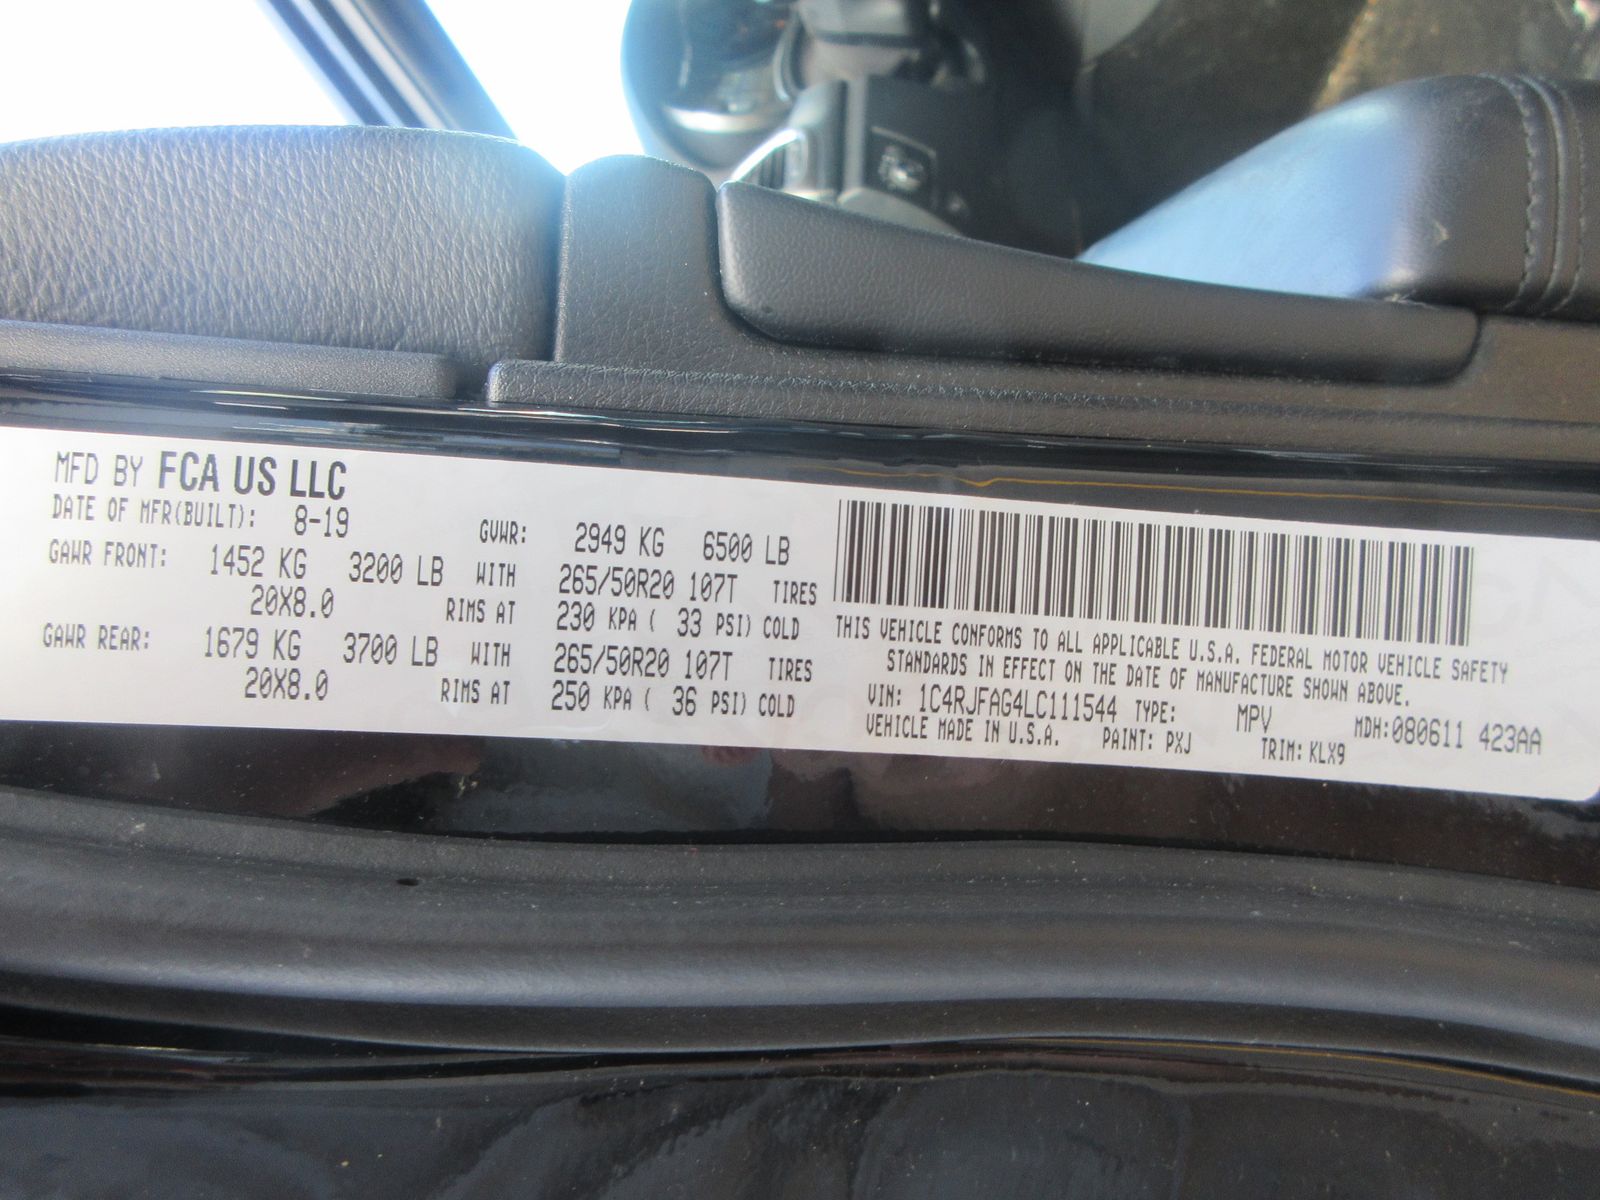 MFD BY FCA US LLC
DATE OF MFR(BUILT): 8-19 GVWR: 2949 KG 6500 LB
GAWR FRONT: 1452 KG 3200 LB WITH 265/50R20 107T TIRES
20X8.0 RIMS AT 230 KPA ( 33 PSI) COLD
GAWR REAR: 1679 KG 3700 LB WITH 265/50R20 107T TIRES
20X8.0 RIMS AT 250 KPA ( 36 PSI) COLD
THIS VEHICLE CONFORMS TO ALL APPLICABLE U.S.A. FEDERAL MOTOR VEHICLE SAFETY
STANDARDS IN EFFECT ON THE DATE OF MANUFACTURE SHOWN ABOVE.
VIN: 1C4RJFAG4LC111544 TYPE: MPV MDH:080611 423AA
VEHICLE MADE IN U.S.A. PAINT: PXJ TRIM: KLX9